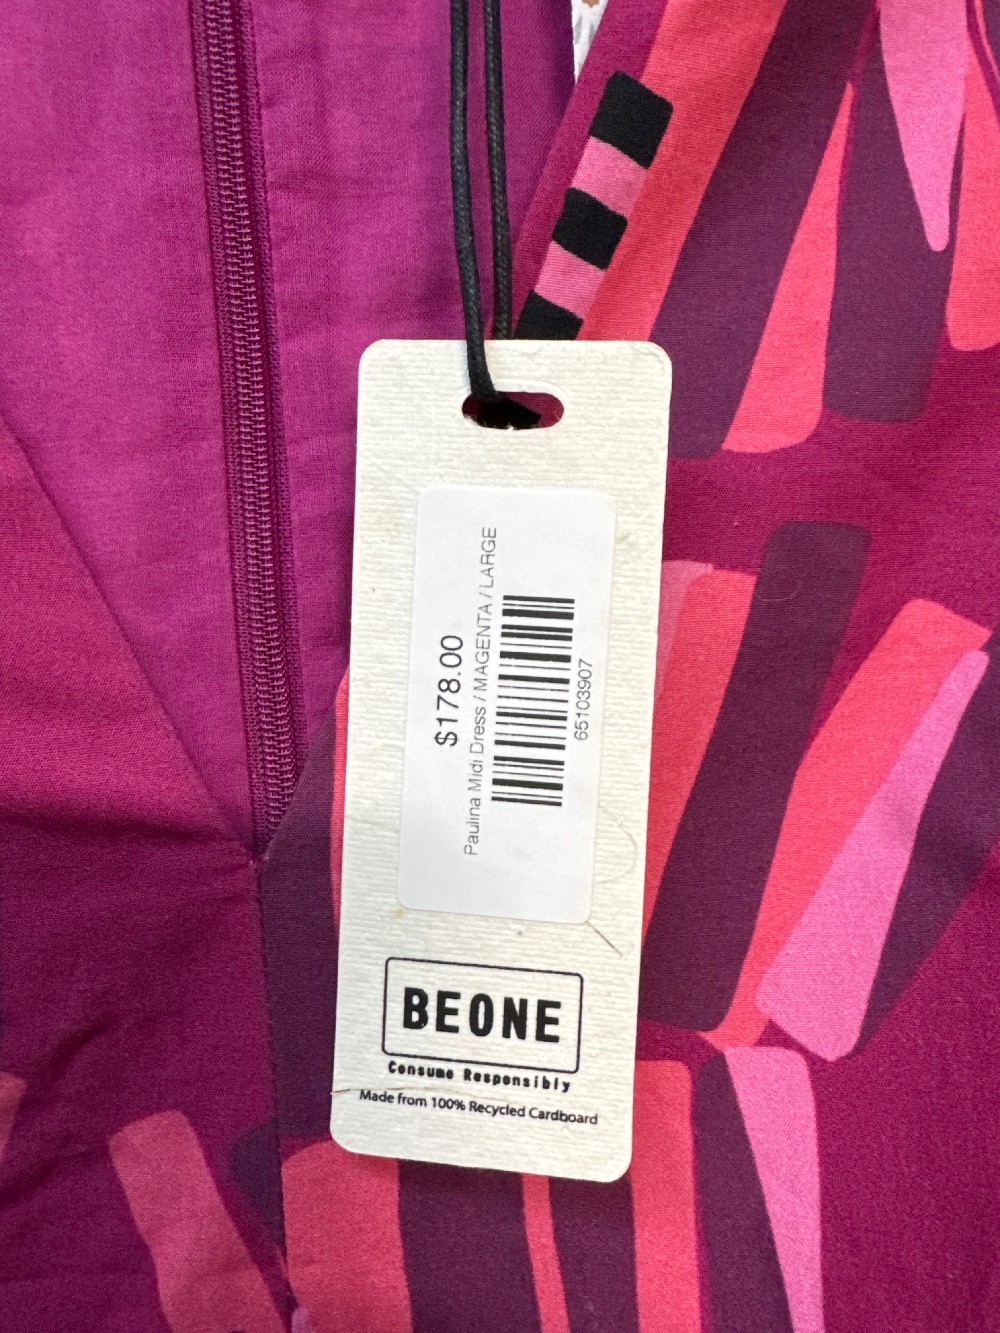 $178.00
Paulina Midi Dress / MAGENTA / LARGE
65103907
BEONE
Consume Responsibly
Made from 100% Recycled Cardboard